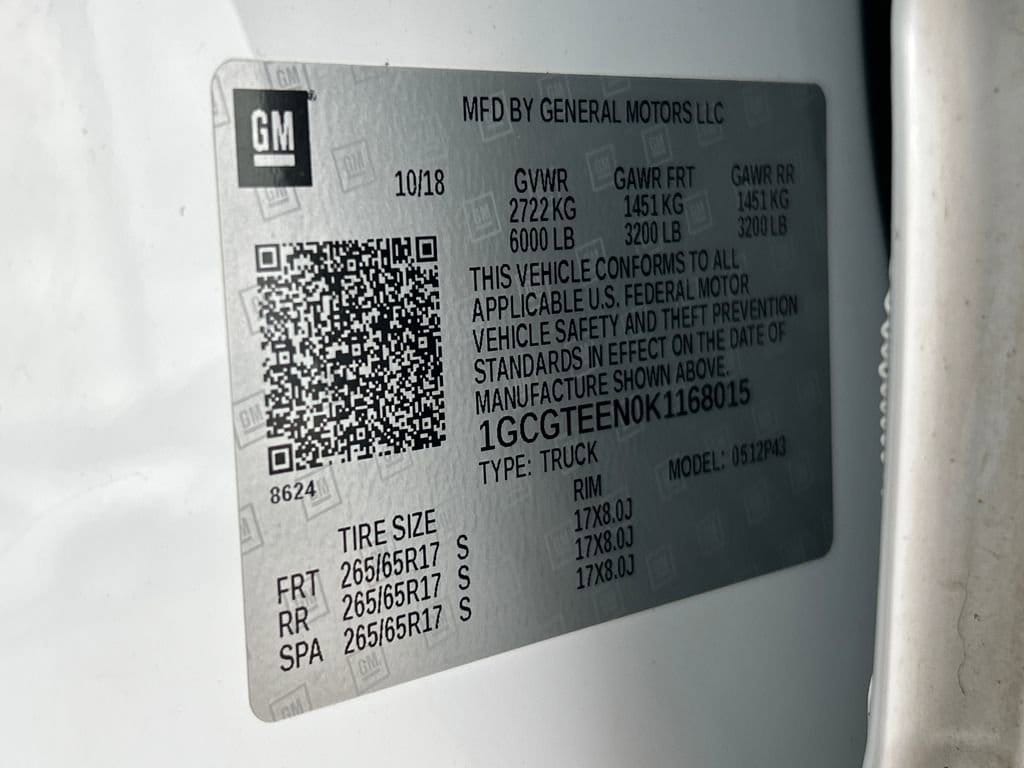 GM
MFD BY GENERAL MOTORS LLC
10/18
GVWR GAWR FRT GAWR RR
2722 KG 1451 KG 1451 KG
6000 LB 3200 LB 3200 LB
THIS VEHICLE CONFORMS TO ALL
APPLICABLE U.S. FEDERAL MOTOR
VEHICLE SAFETY AND THEFT PREVENTION
STANDARDS IN EFFECT ON THE DATE OF
MANUFACTURE SHOWN ABOVE.
1GCGTEEN0K1168015
TYPE: TRUCK MODEL: 0512P43
8624
TIRE SIZE RIM
FRT 265/65R17 S 17X8.0J
RR 265/65R17 S 17X8.0J
SPA 265/65R17 S 17X8.0J